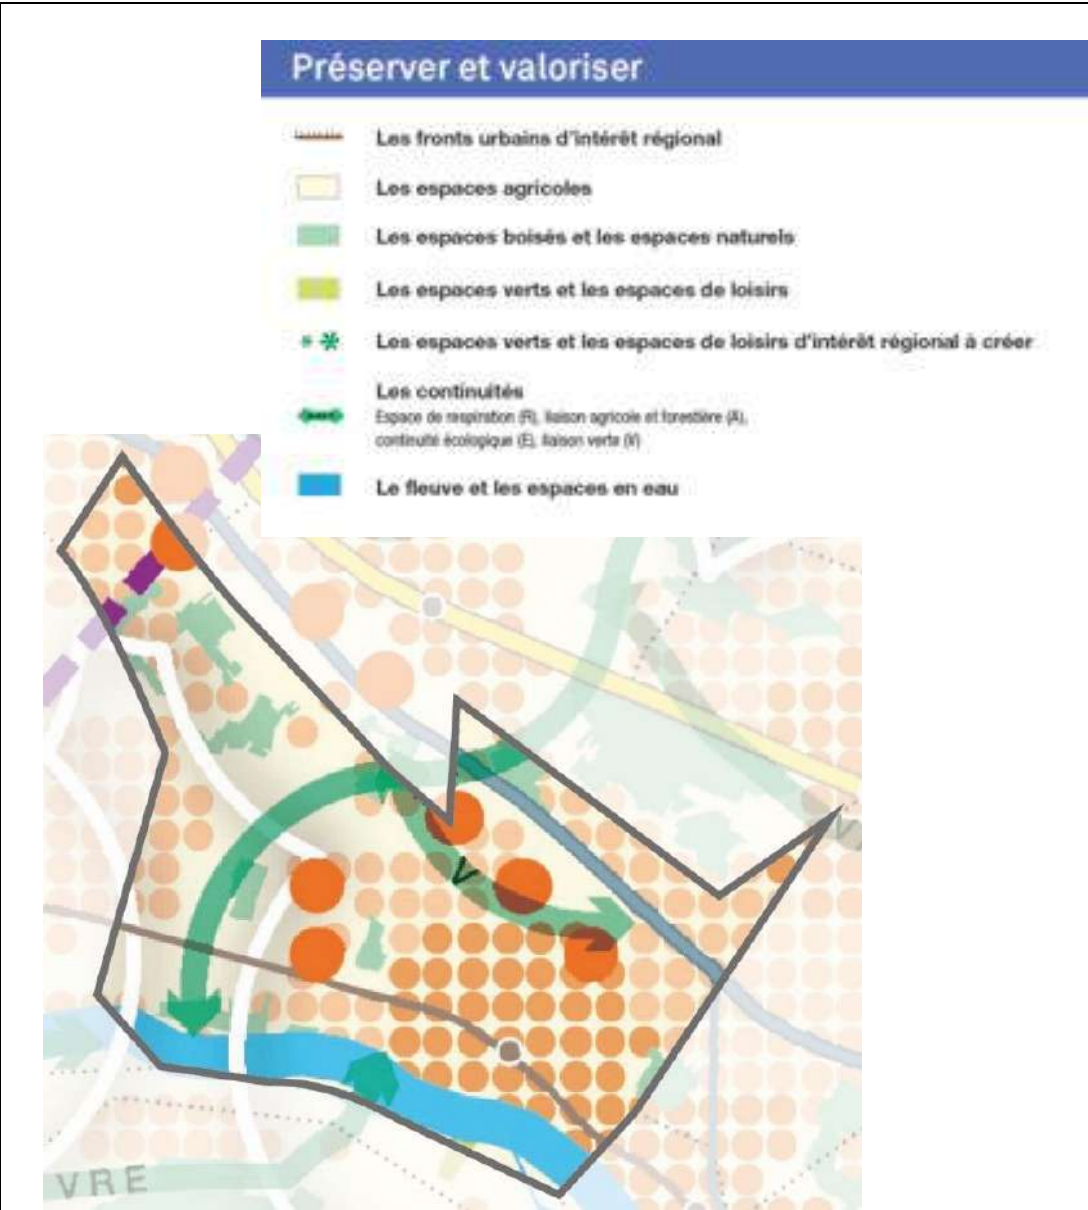 Préserver et valoriser
Les fronts urbains d'intérêt régional
Les espaces agricoles
Les espaces boisés et les espaces naturels
Les espaces verts et les espaces de loisirs
Les espaces verts et les espaces de loisirs d'intérêt régional à créer
Les continuités
Espace de respiration (R), liaison agricole et forestière (A),
continuité écologique (E), liaison verte (V)
Le fleuve et les espaces en eau
V
V
VRE